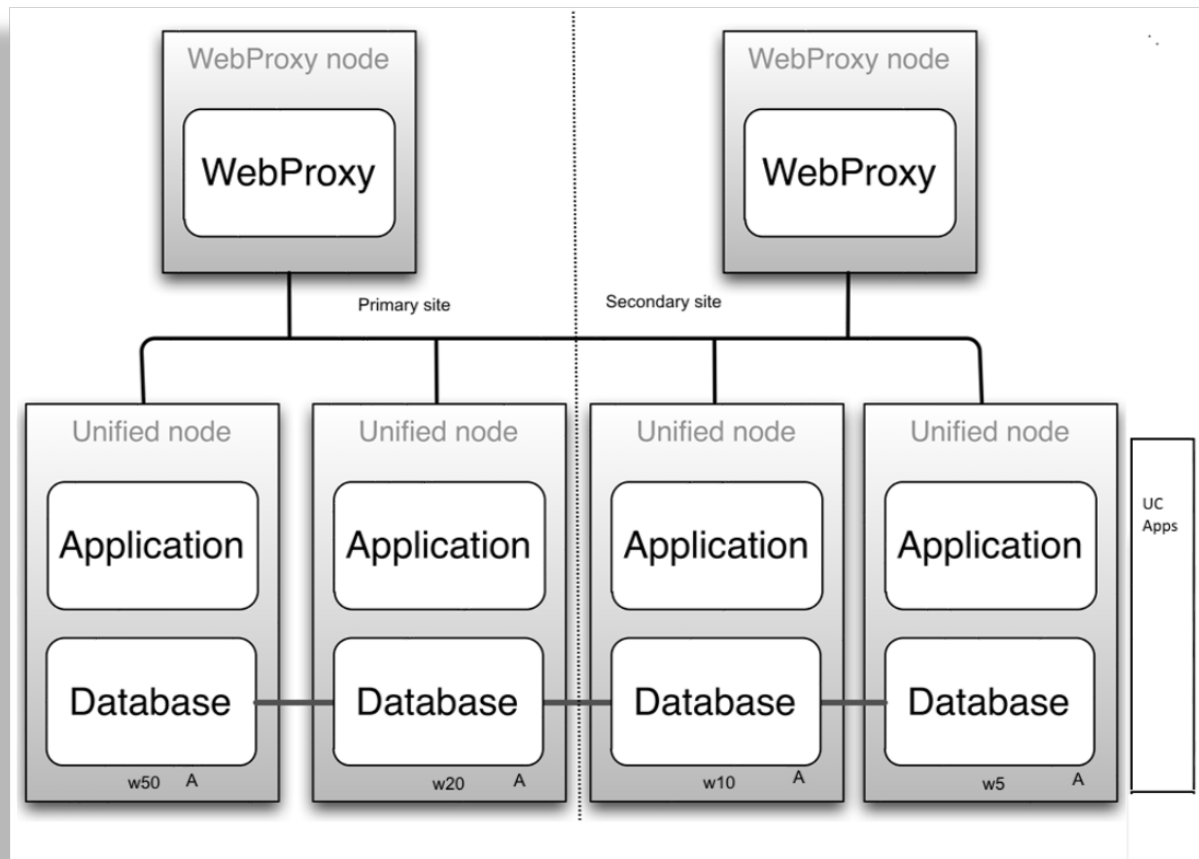 WebProxy node
WebProxy node
WebProxy
WebProxy
Primary site
Secondary site
Unified node
Unified node
Unified node
Unified node
Application
Application
Application
Application
UC
Apps
Database
Database
Database
Database
w50 A
w20 A
w10 A
w5 A